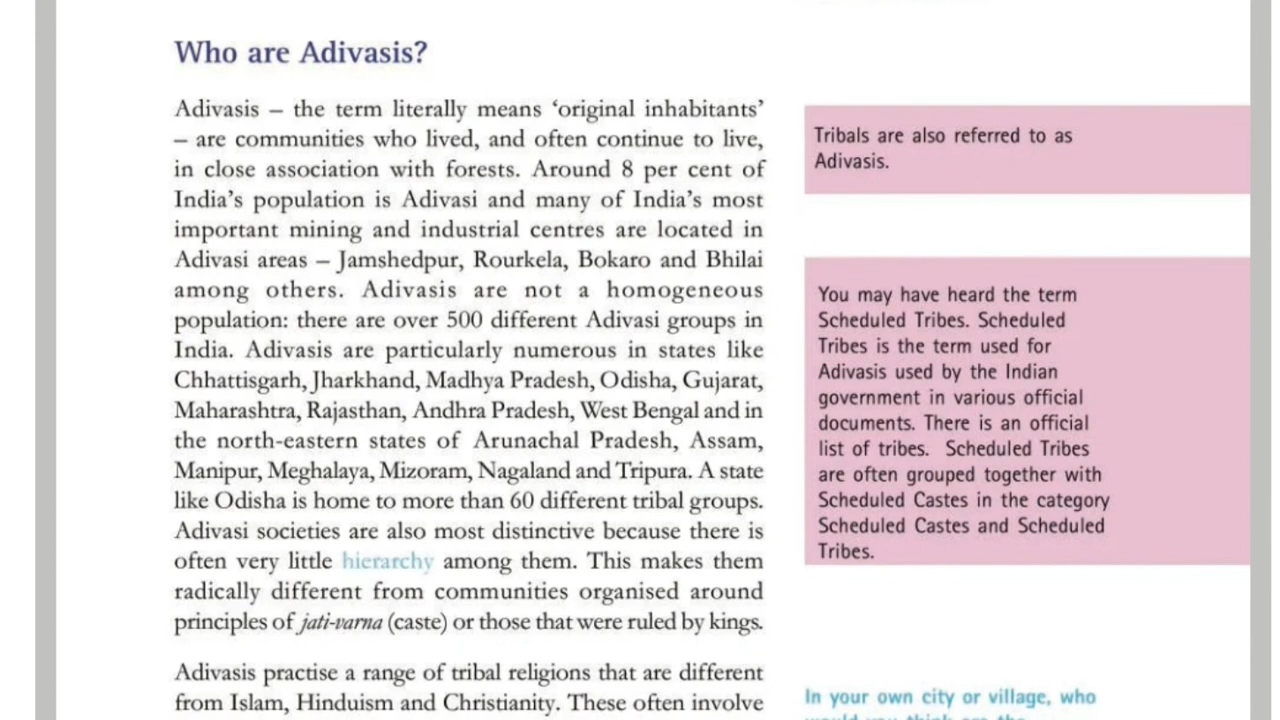 Who are Adivasis?
Adivasis – the term literally means ‘original inhabitants’
– are communities who lived, and often continue to live,
in close association with forests. Around 8 per cent of
India’s population is Adivasi and many of India’s most
important mining and industrial centres are located in
Adivasi areas – Jamshedpur, Rourkela, Bokaro and Bhilai
among others. Adivasis are not a homogeneous
population: there are over 500 different Adivasi groups in
India. Adivasis are particularly numerous in states like
Chhattisgarh, Jharkhand, Madhya Pradesh, Odisha, Gujarat,
Maharashtra, Rajasthan, Andhra Pradesh, West Bengal and in
the north-eastern states of Arunachal Pradesh, Assam,
Manipur, Meghalaya, Mizoram, Nagaland and Tripura. A state
like Odisha is home to more than 60 different tribal groups.
Adivasi societies are also most distinctive because there is
often very little hierarchy among them. This makes them
radically different from communities organised around
principles of jati-varna (caste) or those that were ruled by kings.
Adivasis practise a range of tribal religions that are different
from Islam, Hinduism and Christianity. These often involve
Tribals are also referred to as
Adivasis.
You may have heard the term
Scheduled Tribes. Scheduled
Tribes is the term used for
Adivasis used by the Indian
government in various official
documents. There is an official
list of tribes. Scheduled Tribes
are often grouped together with
Scheduled Castes in the category
Scheduled Castes and Scheduled
Tribes.
In your own city or village, who